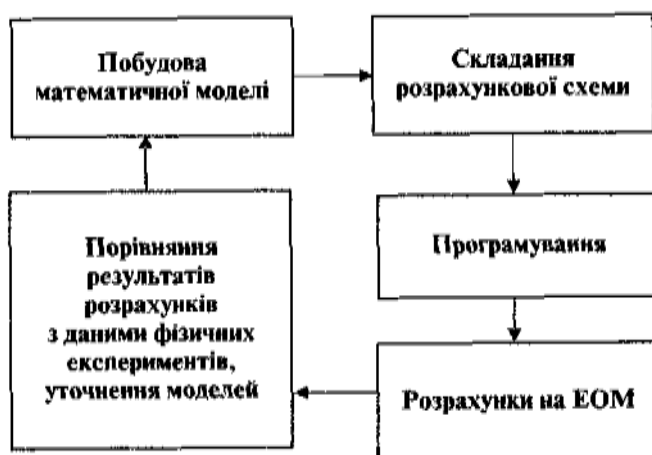 Побудова
математичної моделі
Складання
розрахункової схеми
Програмування
Розрахунки на ЕОМ
Порівняння
результатів
розрахунків
з даними фізичних
експериментів,
уточнення моделей